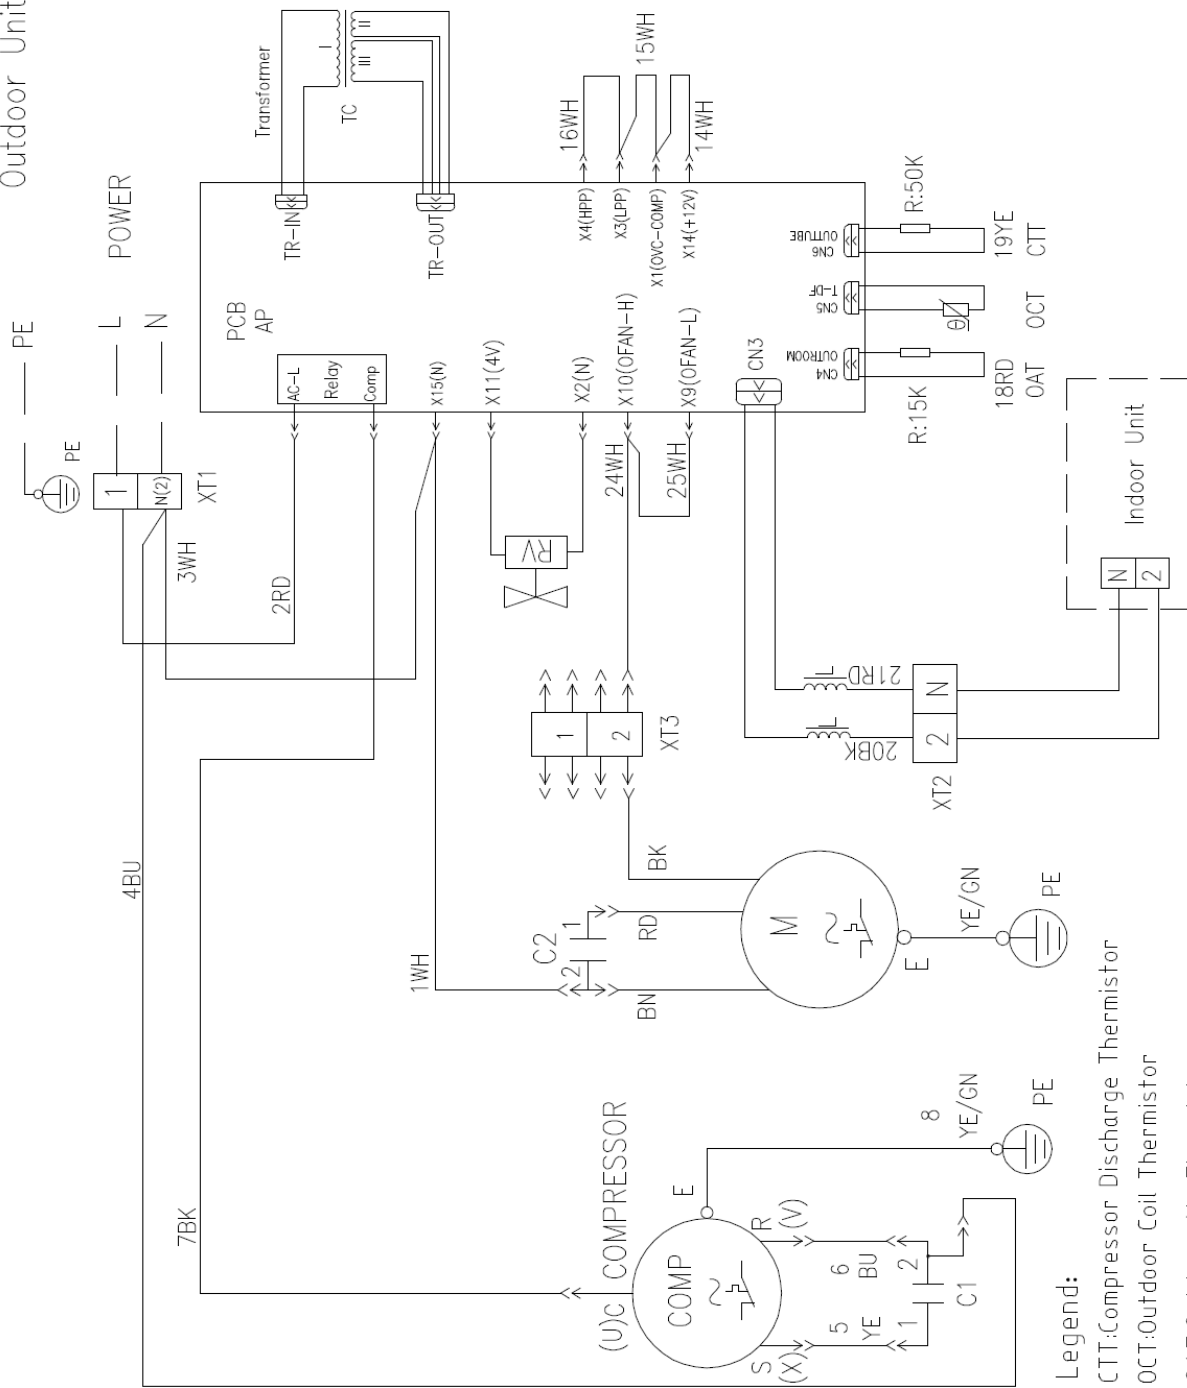 Outdoor Unit
PE
POWER
L
N
PE
1
N(2)
XT1
Transformer
I
II
III
TC
TR-IN
TR-OUT
PCB
AP
AC-L
Relay
Comp
X15(N)
X11(4V)
X2(N)
X10(OFAN-H)
X9(OFAN-L)
CN3
X4(HPP)
X3(LPP)
X1(OVC-COMP)
X14(+12V)
16WH
15WH
14WH
CN6
OUTTUBE
CN5
T-DF
CN4
OUTROOM
R:50K
19YE
CTT
θ
OCT
R:15K
18RD
OAT
3WH
2RD
4BU
7BK
1WH
RV
24WH
25WH
1
2
XT3
L
21RD
L
20BK
N
2
XT2
Indoor Unit
N
2
C2
1
2
BK
RD
BN
M
E
YE/GN
PE
COMPRESSOR
(U)C
COMP
E
R
(V)
S
(X)
8
YE/GN
PE
6
BU
5
YE
2
1
C1
Legend:
CTT:Compressor Discharge Thermistor
OCT:Outdoor Coil Thermistor